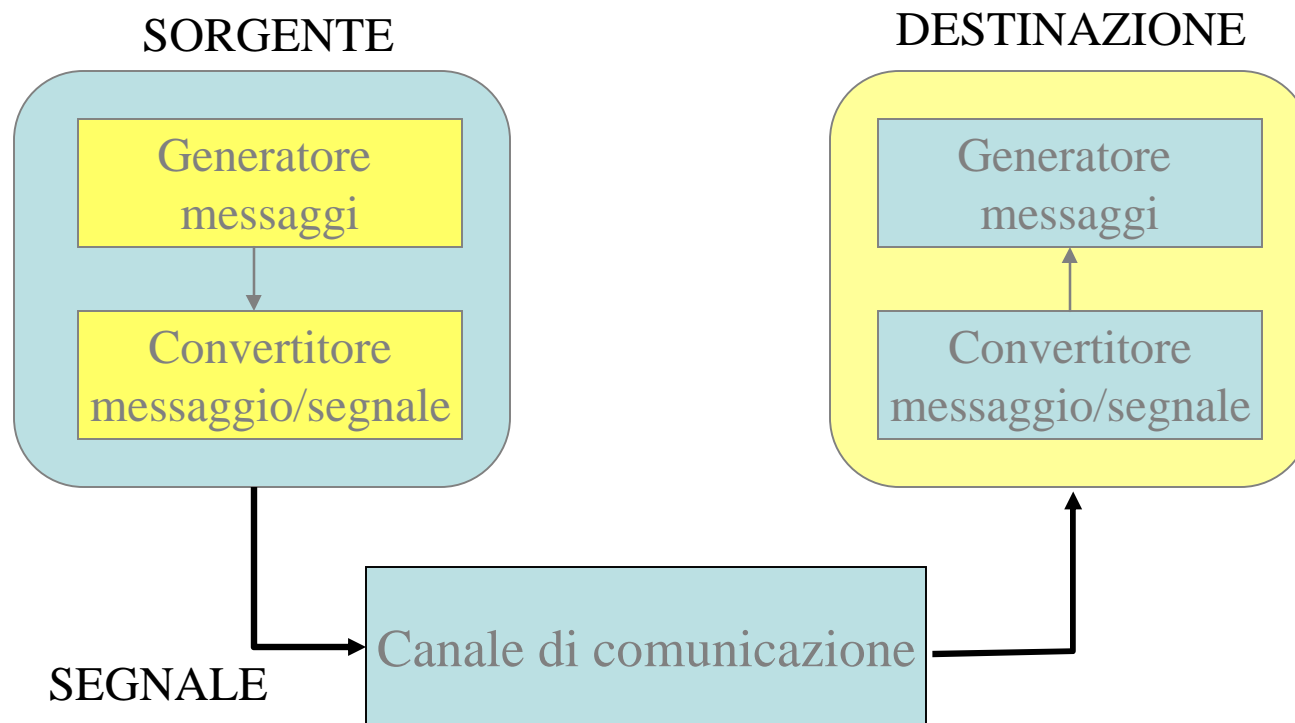 SORGENTE
DESTINAZIONE
Generatore
messaggi
Convertitore
messaggio/segnale
Generatore
messaggi
Convertitore
messaggio/segnale
Canale di comunicazione
SEGNALE